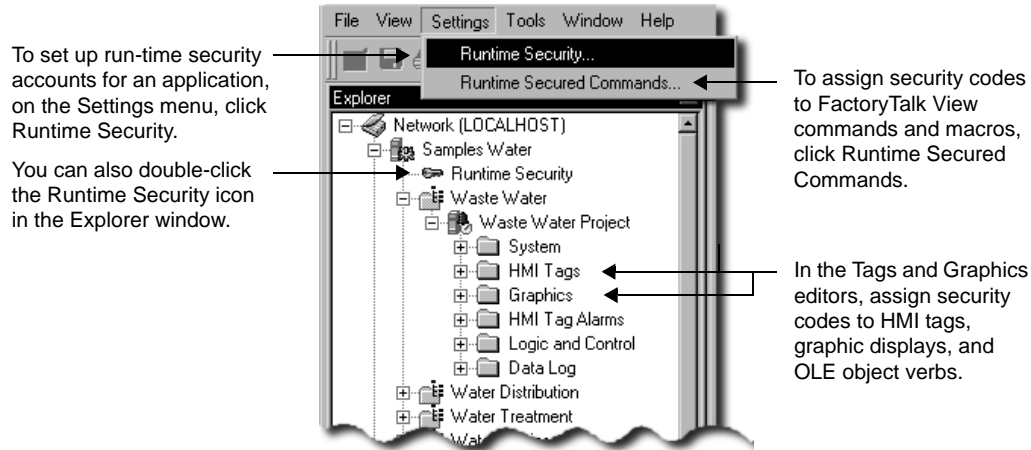 File View Settings Tools Window Help
Runtime Security...
Runtime Secured Commands...
To set up run-time security
accounts for an application,
on the Settings menu, click
Runtime Security.
You can also double-click
the Runtime Security icon
in the Explorer window.
Explorer
Network (LOCALHOST)
Samples Water
Runtime Security
Waste Water
Waste Water Project
System
HMI Tags
Graphics
HMI Tag Alarms
Logic and Control
Data Log
Water Distribution
Water Treatment
To assign security codes
to FactoryTalk View
commands and macros,
click Runtime Secured
Commands.
In the Tags and Graphics
editors, assign security
codes to HMI tags,
graphic displays, and
OLE object verbs.